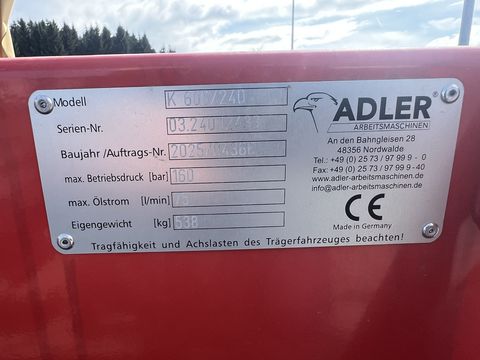 Modell K 601/240
ADLER®
ARBEITSMASCHINEN
Serien-Nr.
An den Bahngleisen 28
48356 Nordwalde
Baujahr /Auftrags-Nr.
Tel.: +49 (0) 25 73 / 97 99 9 - 0
Fax: +49 (0) 25 73 / 97 99 9-40
www.adler-arbeitsmaschinen.de
info@adler-arbeitsmaschinen.de
max. Betriebsdruck [bar] 160
max. Ölstrom [l/min] 75
Eigengewicht [kg] 538
CE
Made in Germany
Tragfähigkeit und Achslasten des Trägerfahrzeuges beachten!